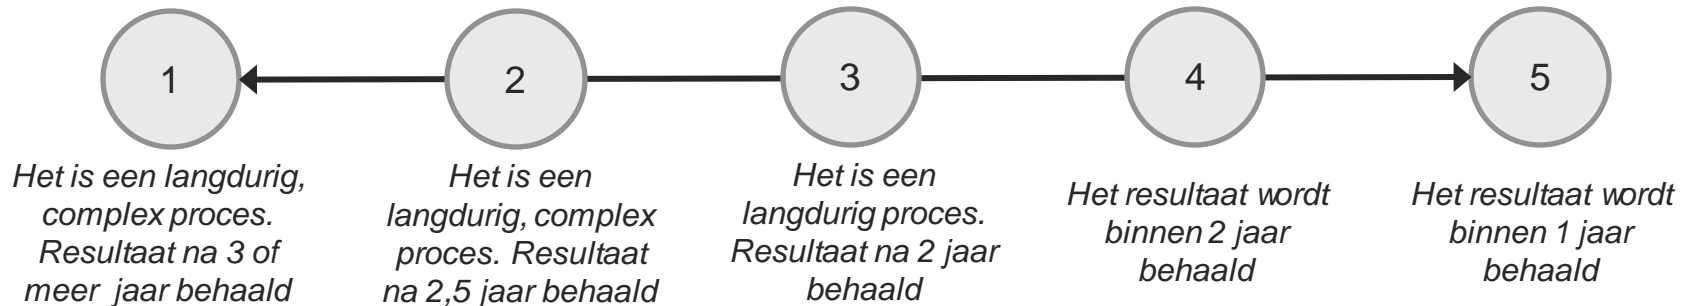 1
2
3
4
5
Het is een langdurig,
complex proces.
Resultaat na 3 of
meer jaar behaald
Het is een
langdurig, complex
proces. Resultaat
na 2,5 jaar behaald
Het is een
langdurig proces.
Resultaat na 2 jaar
behaald
Het resultaat wordt
binnen 2 jaar
behaald
Het resultaat wordt
binnen 1 jaar
behaald